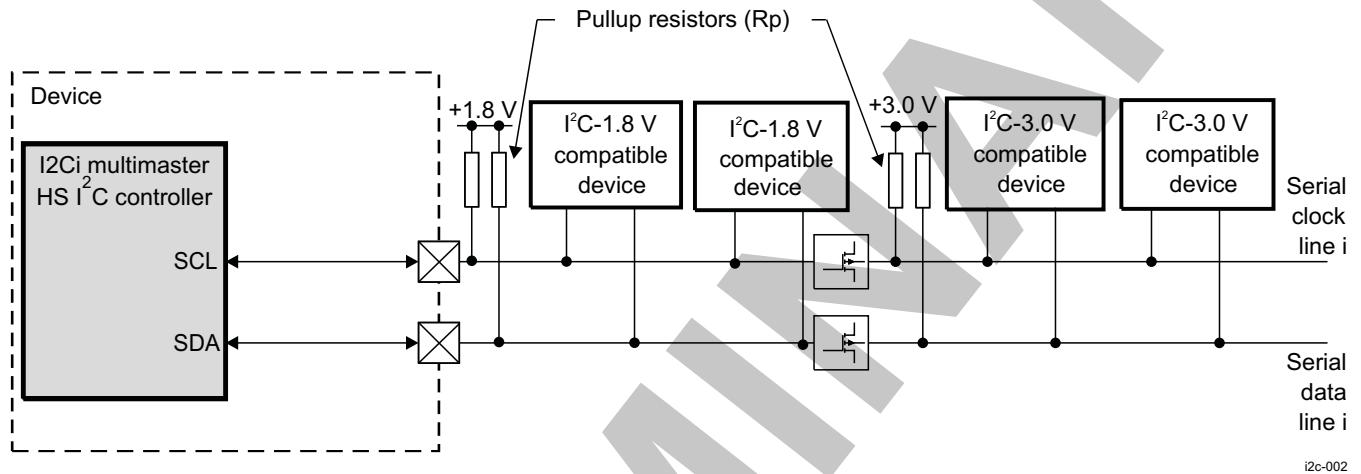 Pullup resistors (Rp)
Device
I2Ci multimaster
HS I²C controller
SCL
SDA
+1.8 V
I²C-1.8 V
compatible
device
I²C-1.8 V
compatible
device
+3.0 V
I²C-3.0 V
compatible
device
I²C-3.0 V
compatible
device
Serial
clock
line i
Serial
data
line i
i2c-002